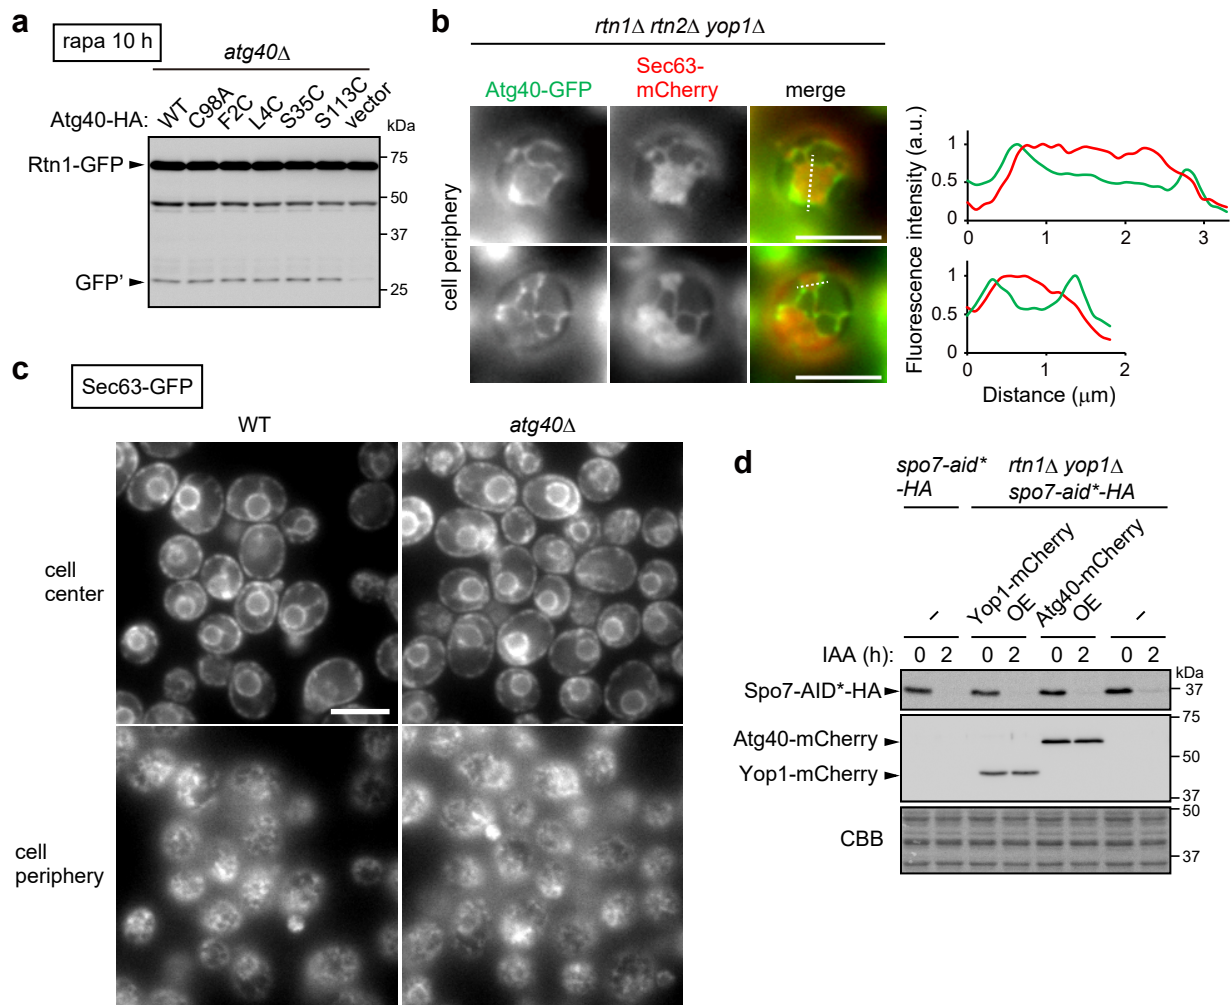 a
rapa 10 h
atg40Δ
Atg40-HA:
WT
C98A
F2C
L4C
S35C
S113C
vector
kDa
Rtn1-GFP
75
50
37
GFP'
25
b
rtn1Δ rtn2Δ yop1Δ
Atg40-GFP
Sec63-
mCherry
merge
cell periphery
Fluorescence intensity (a.u.)
1
0.5
0
0 1 2 3
1
0.5
0
0 1 2
Distance (μm)
c
Sec63-GFP
WT
atg40Δ
cell
center
cell
periphery
d
spo7-aid*
-HA
rtn1Δ yop1Δ
spo7-aid*-HA
-
Yop1-mCherry
OE
Atg40-mCherry
OE
-
IAA (h):
0 2 0 2 0 2 0 2
kDa
Spo7-AID*-HA
37
75
Atg40-mCherry
50
Yop1-mCherry
37
50
CBB
37